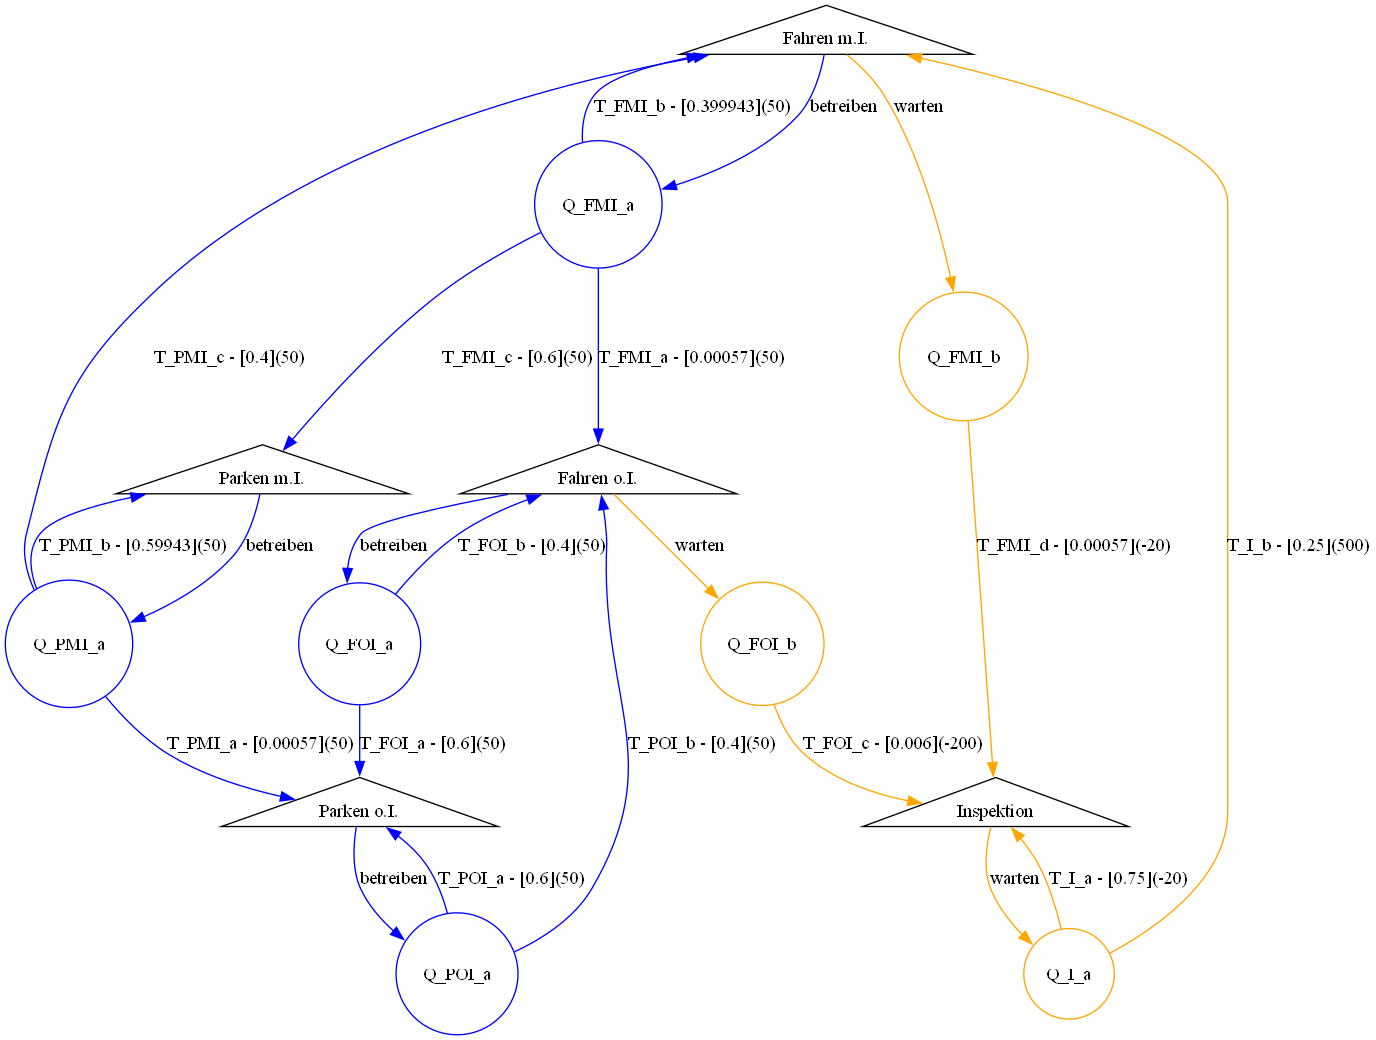 Fahren m.I.
T_FMI_b - [0.399943](50)
betreiben
warten
Q_FMI_a
T_PMI_c - [0.4](50)
T_FMI_c - [0.6](50)
T_FMI_a - [0.00057](50)
Q_FMI_b
Parken m.I.
Fahren o.I.
T_PMI_b - [0.59943](50)
betreiben
betreiben
T_FOI_b - [0.4](50)
warten
T_FMI_d - [0.00057](-20)
T_I_b - [0.25](500)
Q_PMI_a
Q_FOI_a
Q_FOI_b
T_PMI_a - [0.00057](50)
T_FOI_a - [0.6](50)
T_POI_b - [0.4](50)
T_FOI_c - [0.006](-200)
Parken o.I.
Inspektion
betreiben
T_POI_a - [0.6](50)
warten
T_I_a - [0.75](-20)
Q_POI_a
Q_I_a